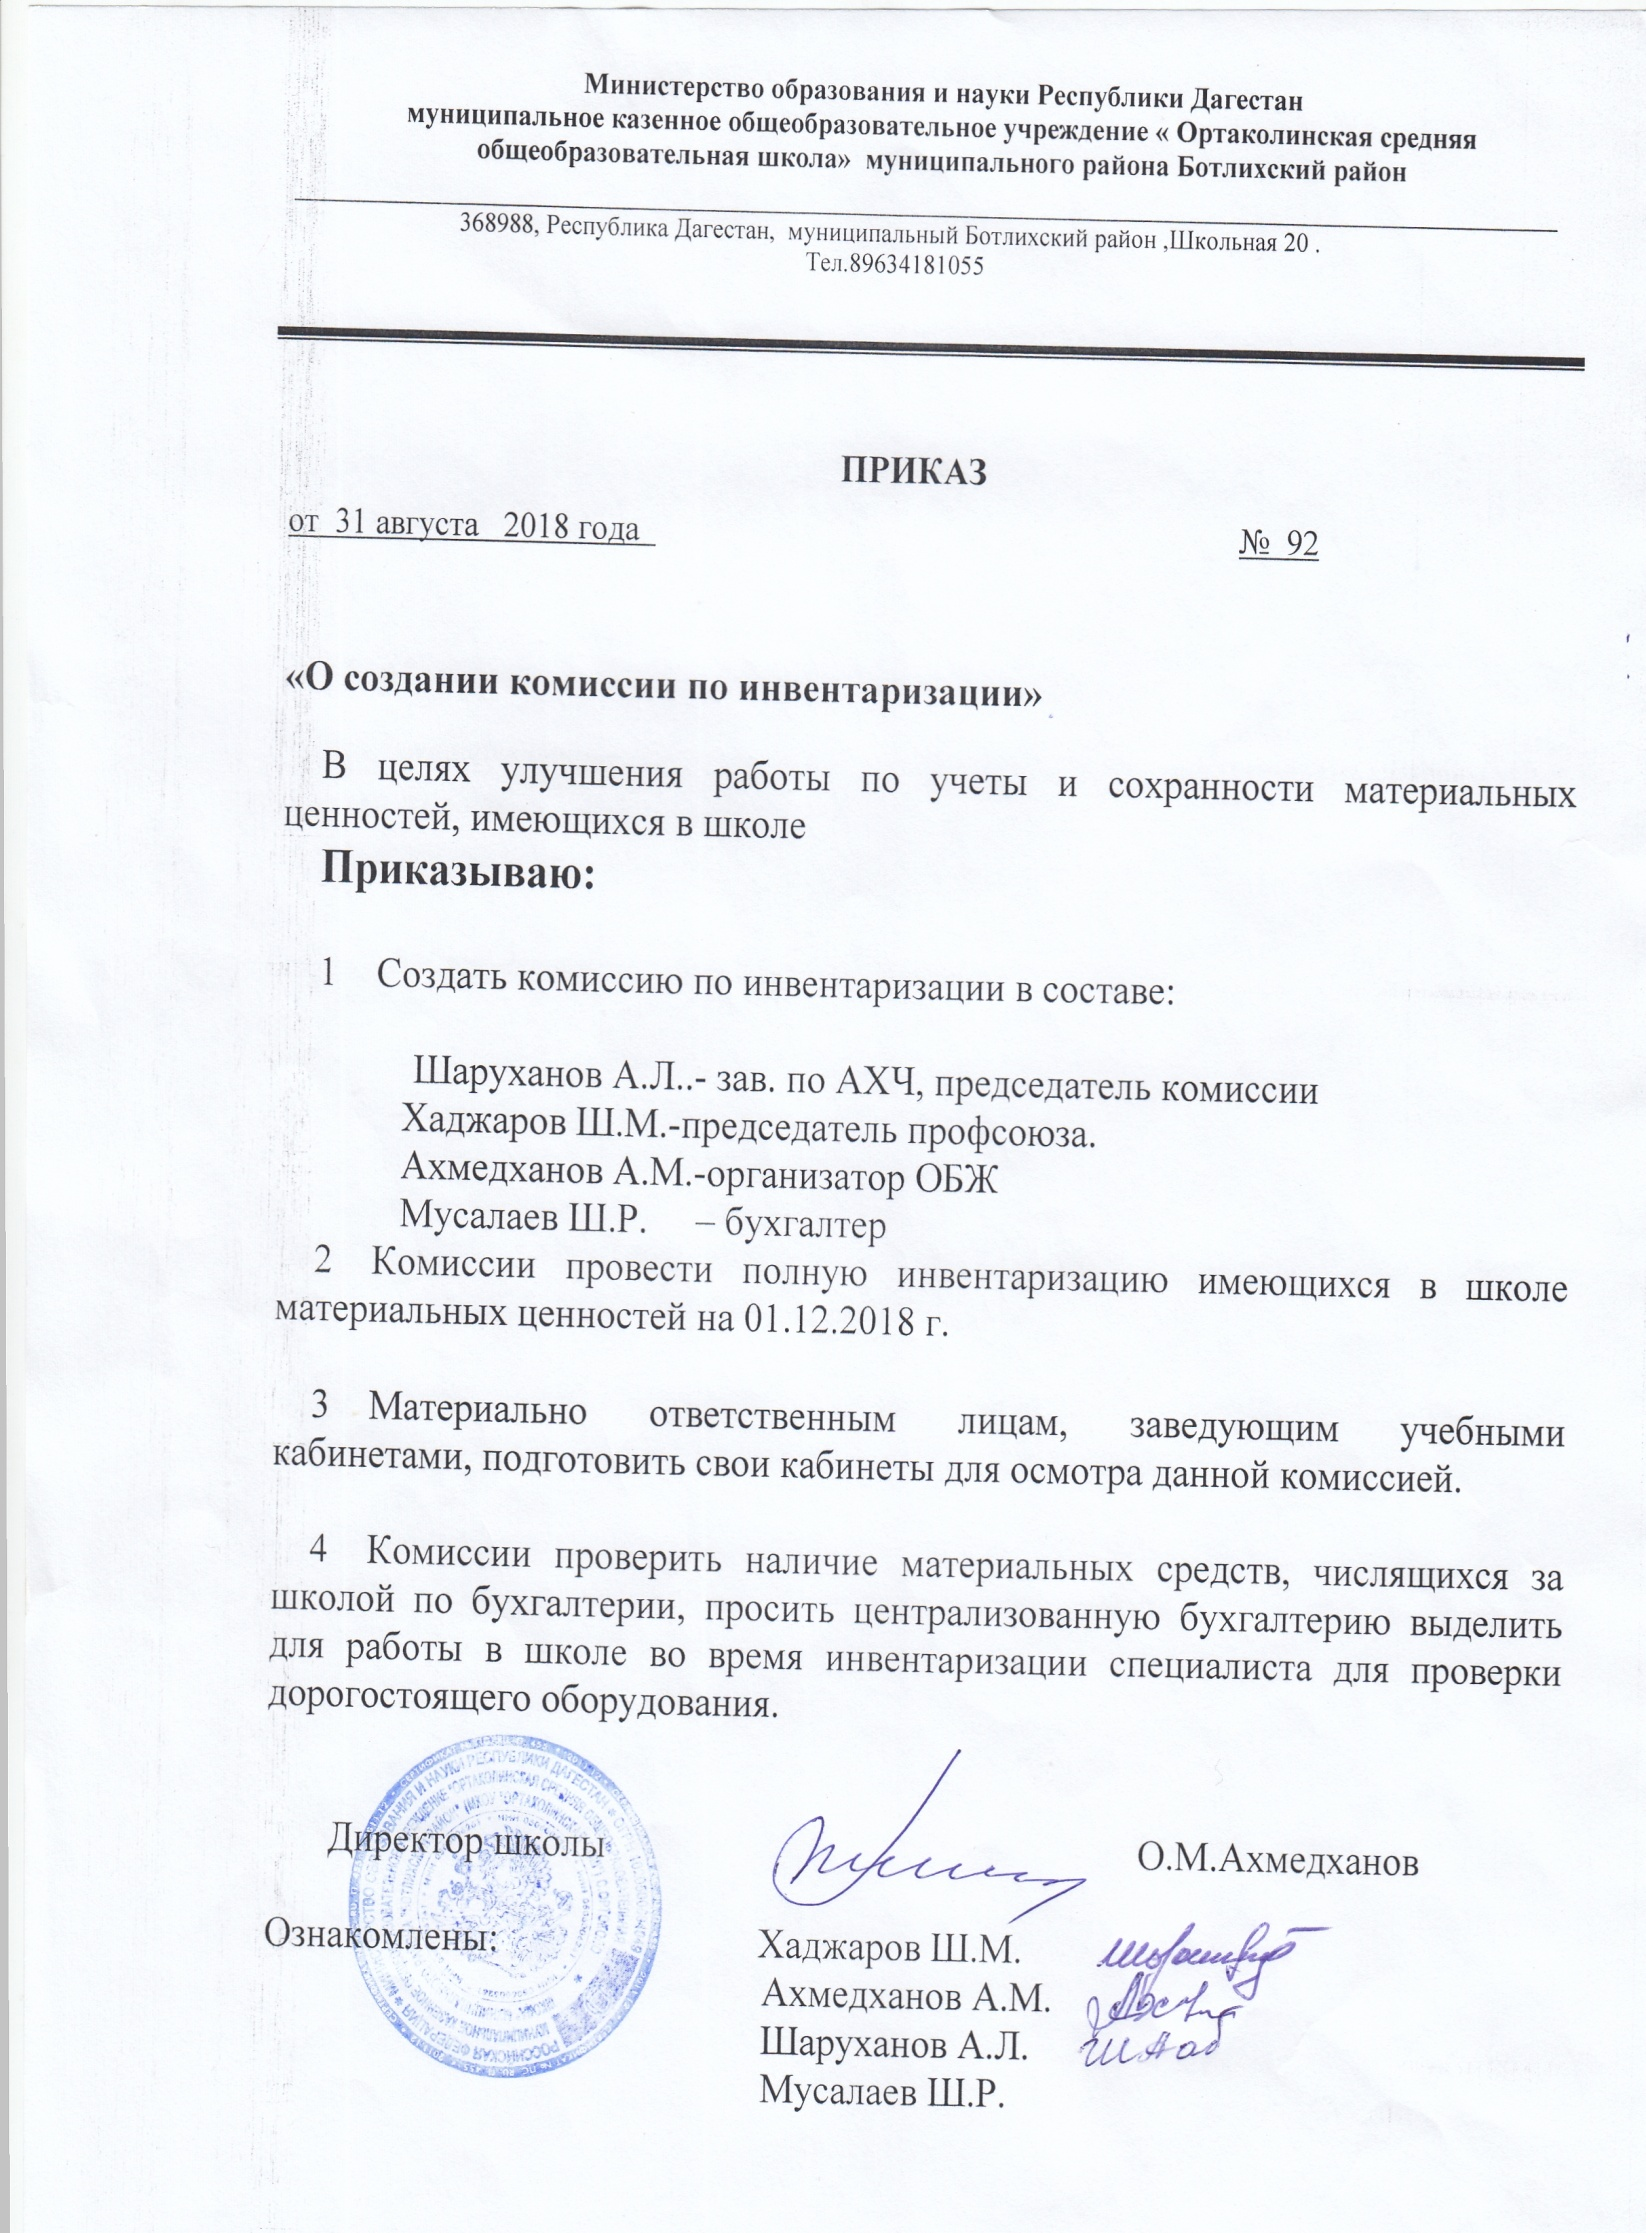 Министерство образования и науки Республики Дагестан
муниципальное казенное общеобразовательное учреждение « Ортаколинская средняя
общеобразовательная школа»  муниципального района Ботлихский район
368988, Республика Дагестан,  муниципальный Ботлихский район ,Школьная 20 .
Тел.89634181055
ПРИКАЗ
от  31 августа   2018 года
№  92
«О создании комиссии по инвентаризации»
В целях улучшения работы по учеты и сохранности материальных
ценностей, имеющихся в школе
Приказываю:
1 Создать комиссию по инвентаризации в составе:
Шаруханов А.Л..- зав. по АХЧ, председатель комиссии
Хаджаров Ш.М.-председатель профсоюза.
Ахмедханов А.М.-организатор ОБЖ
Мусалаев Ш.Р.     – бухгалтер
2 Комиссии провести полную инвентаризацию имеющихся в школе
материальных ценностей на 01.12.2018 г.
3 Материально ответственным лицам, заведующим учебными
кабинетами, подготовить свои кабинеты для осмотра данной комиссией.
4 Комиссии проверить наличие материальных средств, числящихся за
школой по бухгалтерии, просить централизованную бухгалтерию выделить
для работы в школе во время инвентаризации специалиста для проверки
дорогостоящего оборудования.
Директор школы
О.М.Ахмедханов
Ознакомлены:
Хаджаров Ш.М.
Ахмедханов А.М.
Шаруханов А.Л.
Мусалаев Ш.Р.